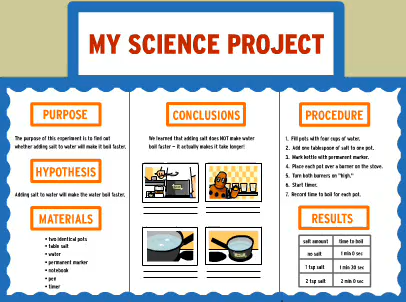 MY SCIENCE PROJECT
PURPOSE
The purpose of this experiment is to find out
whether adding salt to water will make it boil faster.
HYPOTHESIS
Adding salt to water will make the water boil faster.
MATERIALS
• two identical pots
• table salt
• water
• permanent marker
• notebook
• pen
• timer
CONCLUSIONS
We learned that adding salt does NOT make water
boil faster – it actually makes it take longer!
PROCEDURE
1. Fill pots with four cups of water.
2. Add one tablespoon of salt to one pot.
3. Mark kettle with permanent marker.
4. Place each pot over a burner on the stove.
5. Turn both burners on "high."
6. Start timer.
7. Record time to boil for each pot.
RESULTS
salt amount time to boil
no salt 1 min 0 sec
1 tsp salt 1 min 30 sec
2 tsp salt 2 min 0 sec